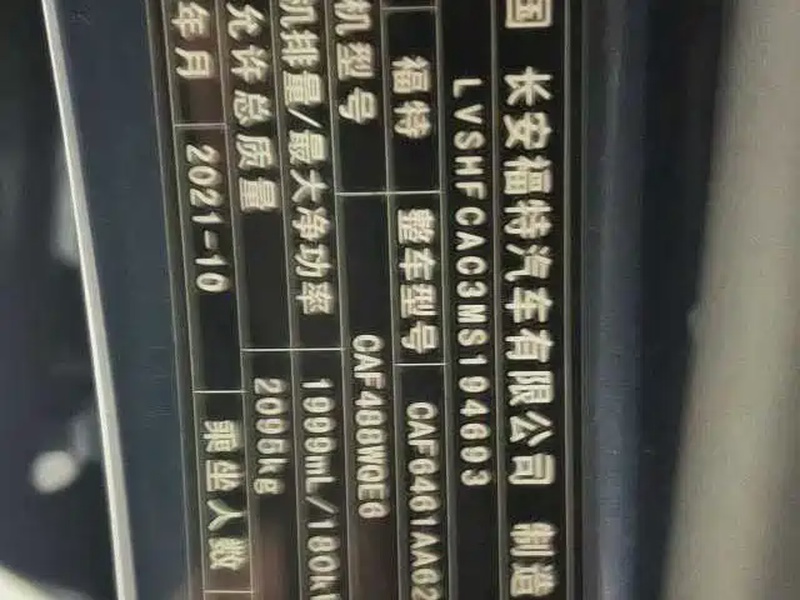 国 长安福特汽车有限公司 制造
LVSHFCAC3MS104603
福特 整车型号 CAF6461AA62
机型号 CAF488WQE6
机排量/最大净功率 1999mL/180k
允许总质量 2095kg
年月 2021-10 乘坐人数